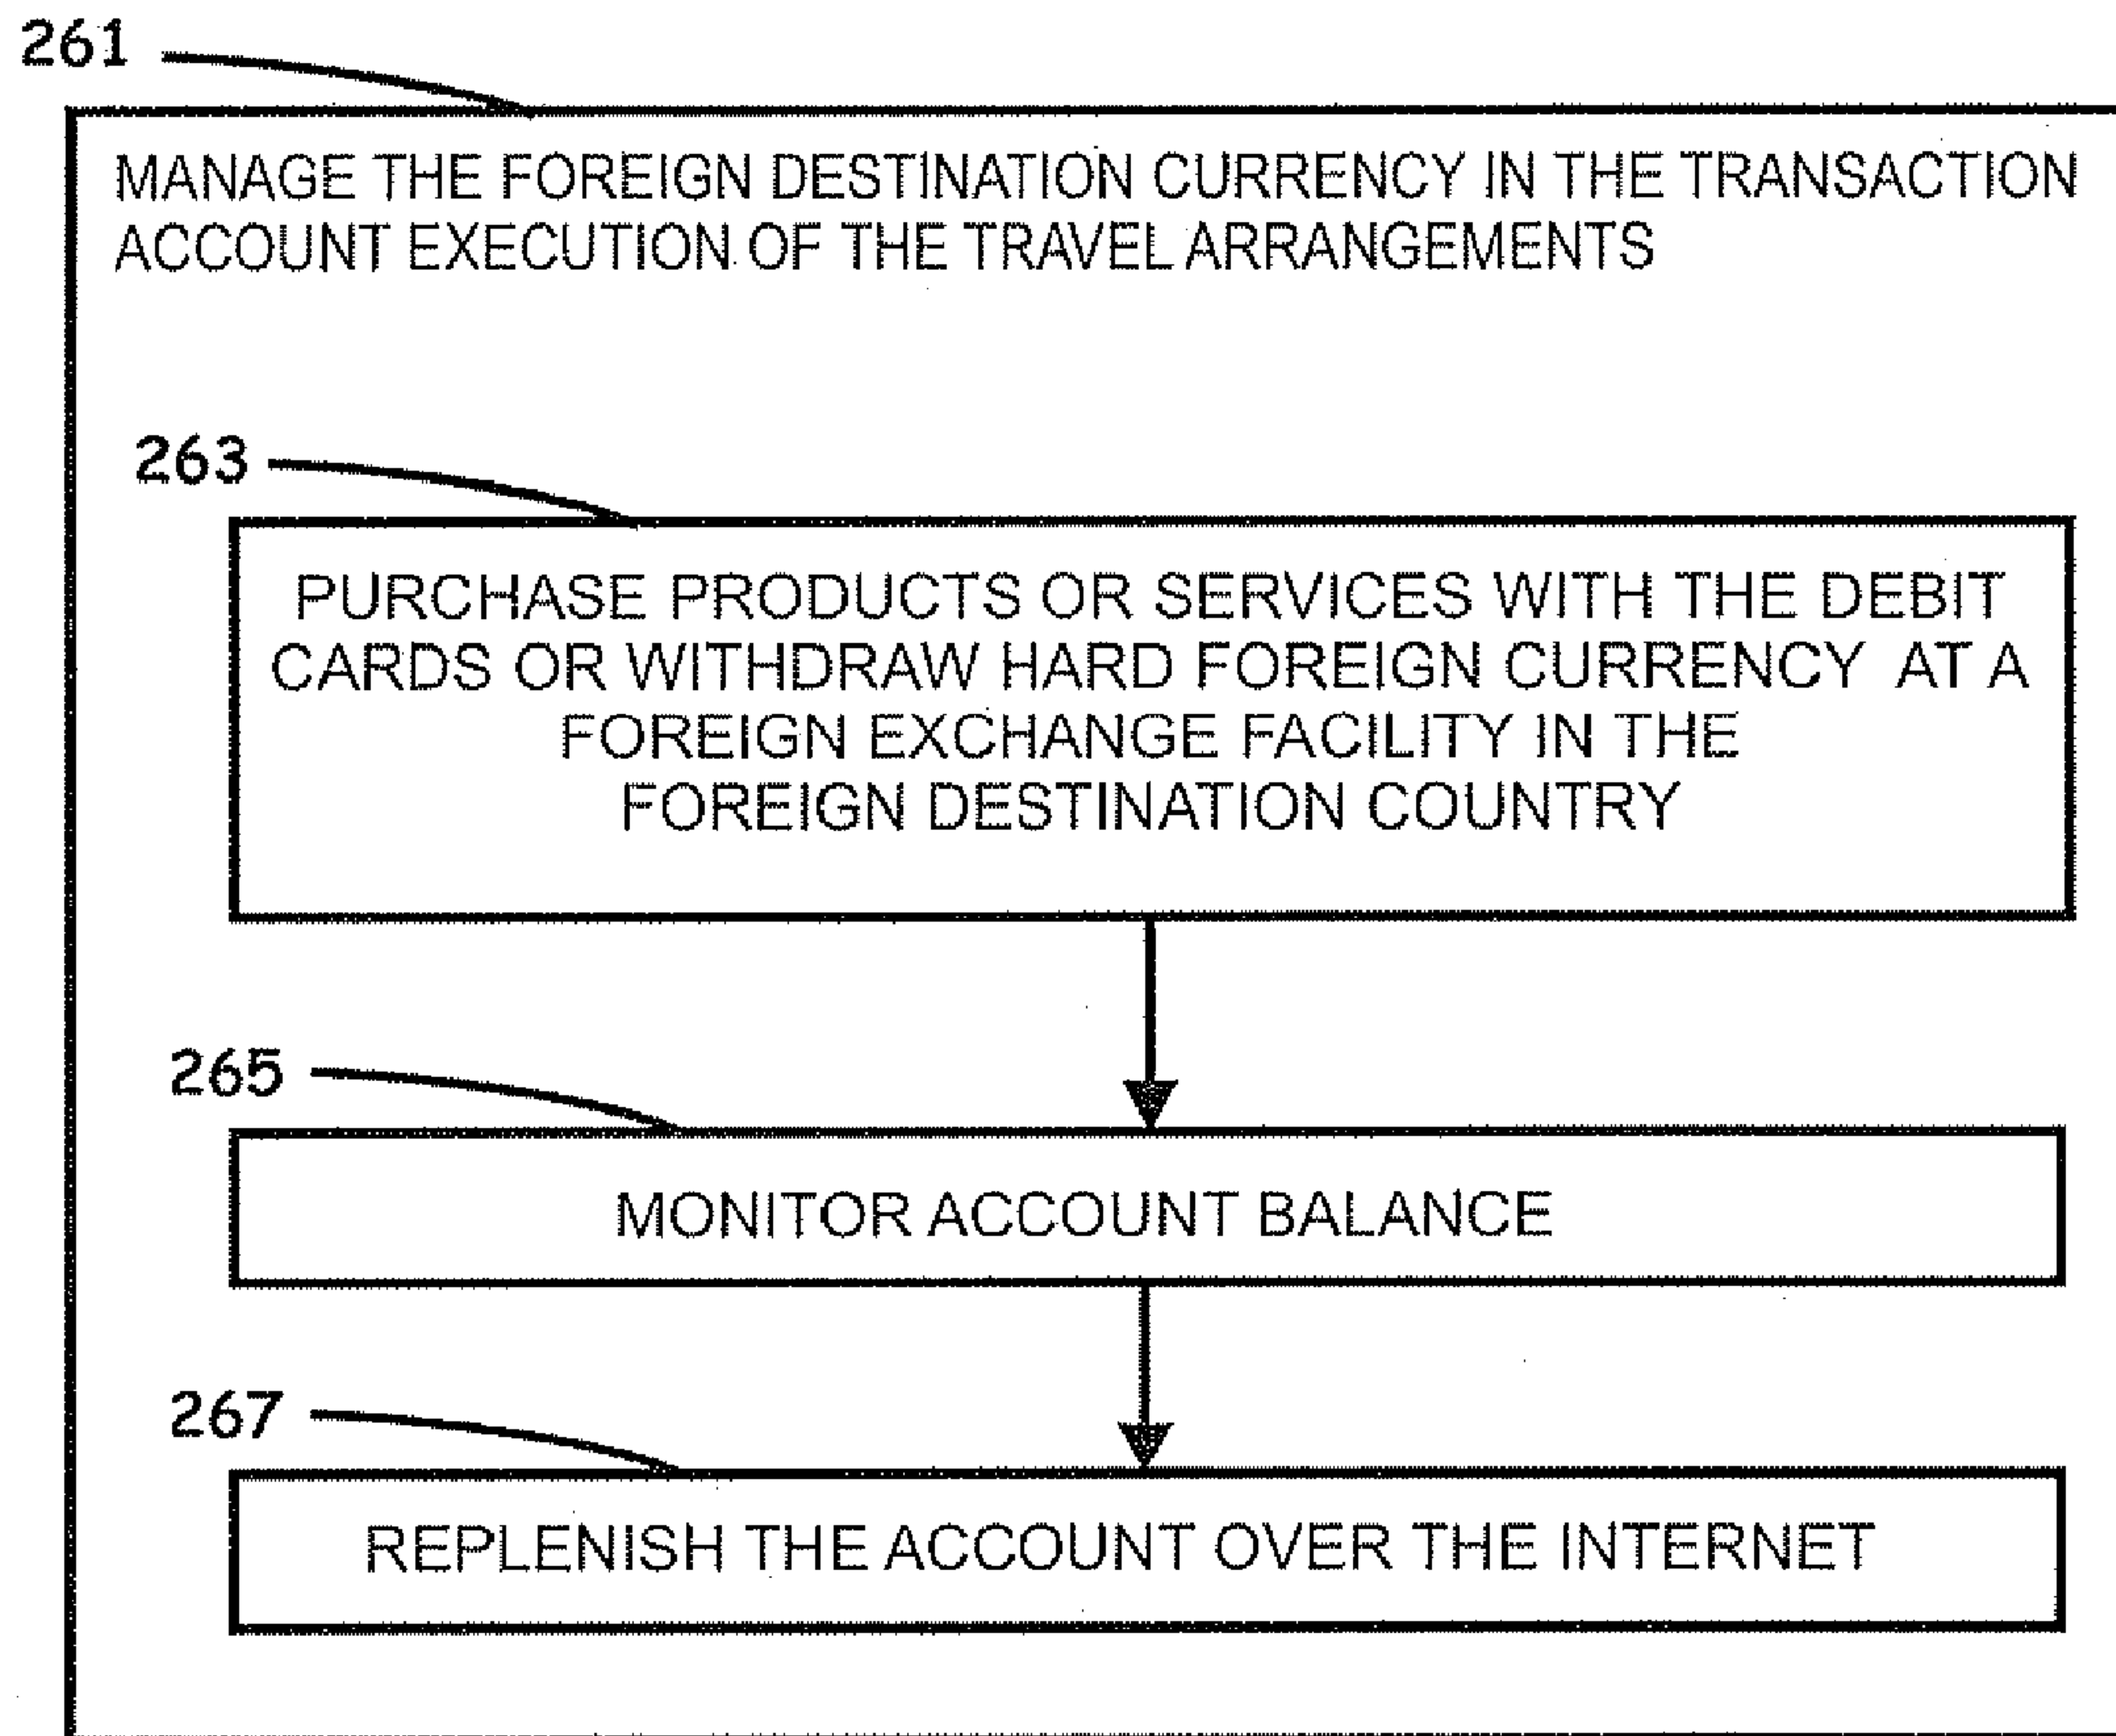 261
MANAGE THE FOREIGN DESTINATION CURRENCY IN THE TRANSACTION
ACCOUNT EXECUTION OF THE TRAVEL ARRANGEMENTS
263
PURCHASE PRODUCTS OR SERVICES WITH THE DEBIT
CARDS OR WITHDRAW HARD FOREIGN CURRENCY AT A
FOREIGN EXCHANGE FACILITY IN THE
FOREIGN DESTINATION COUNTRY
265
MONITOR ACCOUNT BALANCE
267
REPLENISH THE ACCOUNT OVER THE INTERNET